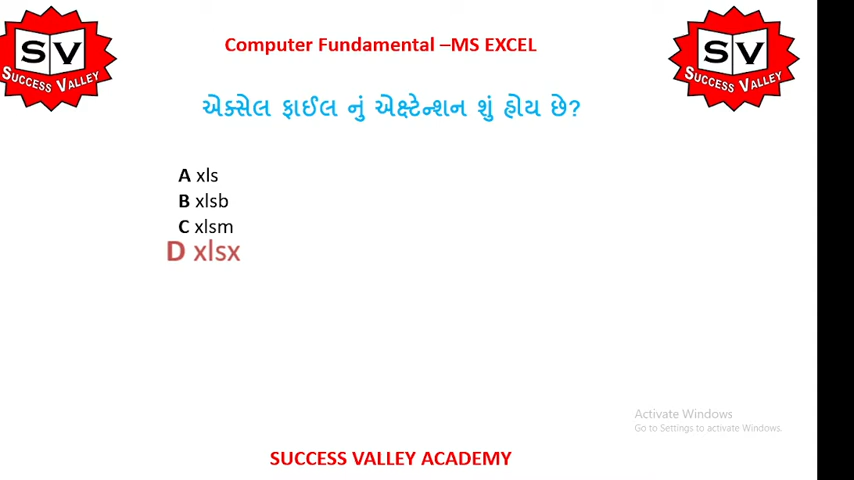 SV
SUCCESS VALLEY
Computer Fundamental –MS EXCEL
SV
SUCCESS VALLEY
એક્સેલ ફાઈલ નું એક્ષ્ટેન્શન શું હોય છે?
A xls
B xlsb
C xlsm
D xlsx
Activate Windows
Go to Settings to activate Windows.
SUCCESS VALLEY ACADEMY